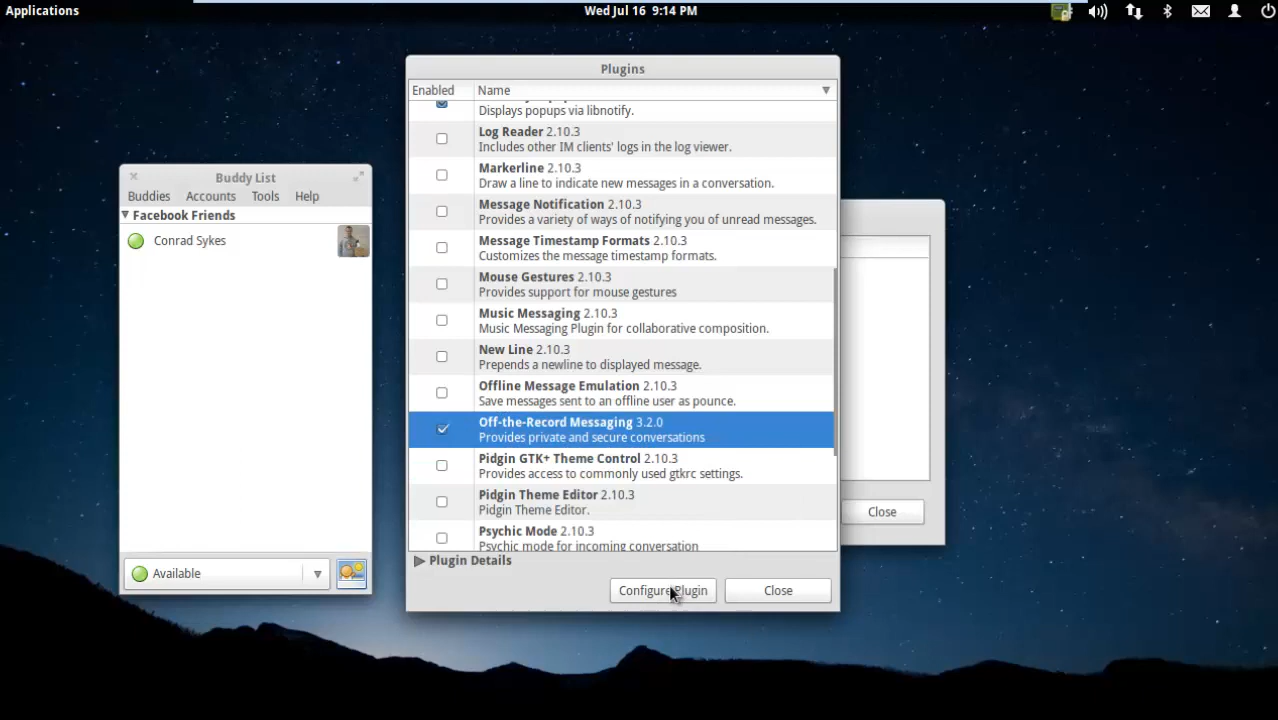 Applications
Wed Jul 16 9:14 PM
Plugins
Enabled
Name
Displays popups via libnotify.
Log Reader 2.10.3
Includes other IM clients' logs in the log viewer.
Markerline 2.10.3
Draw a line to indicate new messages in a conversation.
Message Notification 2.10.3
Provides a variety of ways of notifying you of unread messages.
Message Timestamp Formats 2.10.3
Customizes the message timestamp formats.
Mouse Gestures 2.10.3
Provides support for mouse gestures
Music Messaging 2.10.3
Music Messaging Plugin for collaborative composition.
New Line 2.10.3
Prepends a newline to displayed message.
Offline Message Emulation 2.10.3
Save messages sent to an offline user as pounce.
Off-the-Record Messaging 3.2.0
Provides private and secure conversations
Pidgin GTK+ Theme Control 2.10.3
Provides access to commonly used gtkrc settings.
Pidgin Theme Editor 2.10.3
Pidgin Theme Editor.
Psychic Mode 2.10.3
Psychic mode for incoming conversation
Plugin Details
Configure Plugin
Close
Buddy List
Buddies Accounts Tools Help
Facebook Friends
Conrad Sykes
Available
Close